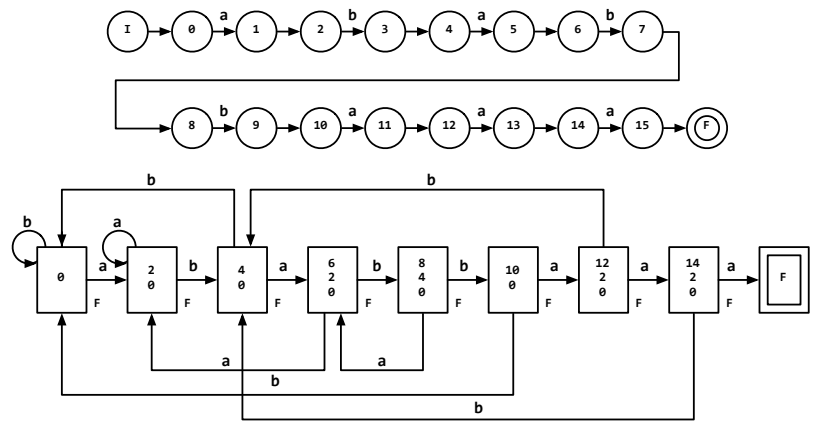 a b a b
I 0 1 2 3 4 5 6 7
b a a a
8 9 10 11 12 13 14 15 F
b b
b a
a b a b b a a a
0 2 0 4 0 6 2 0 8 4 0 10 0 12 2 0 14 2 0 F
F F F F F F F F
a a
b
b